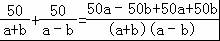 50/(a+b) + 50/(a-b) = (50a-50b+50a+50b)/((a+b)(a-b))